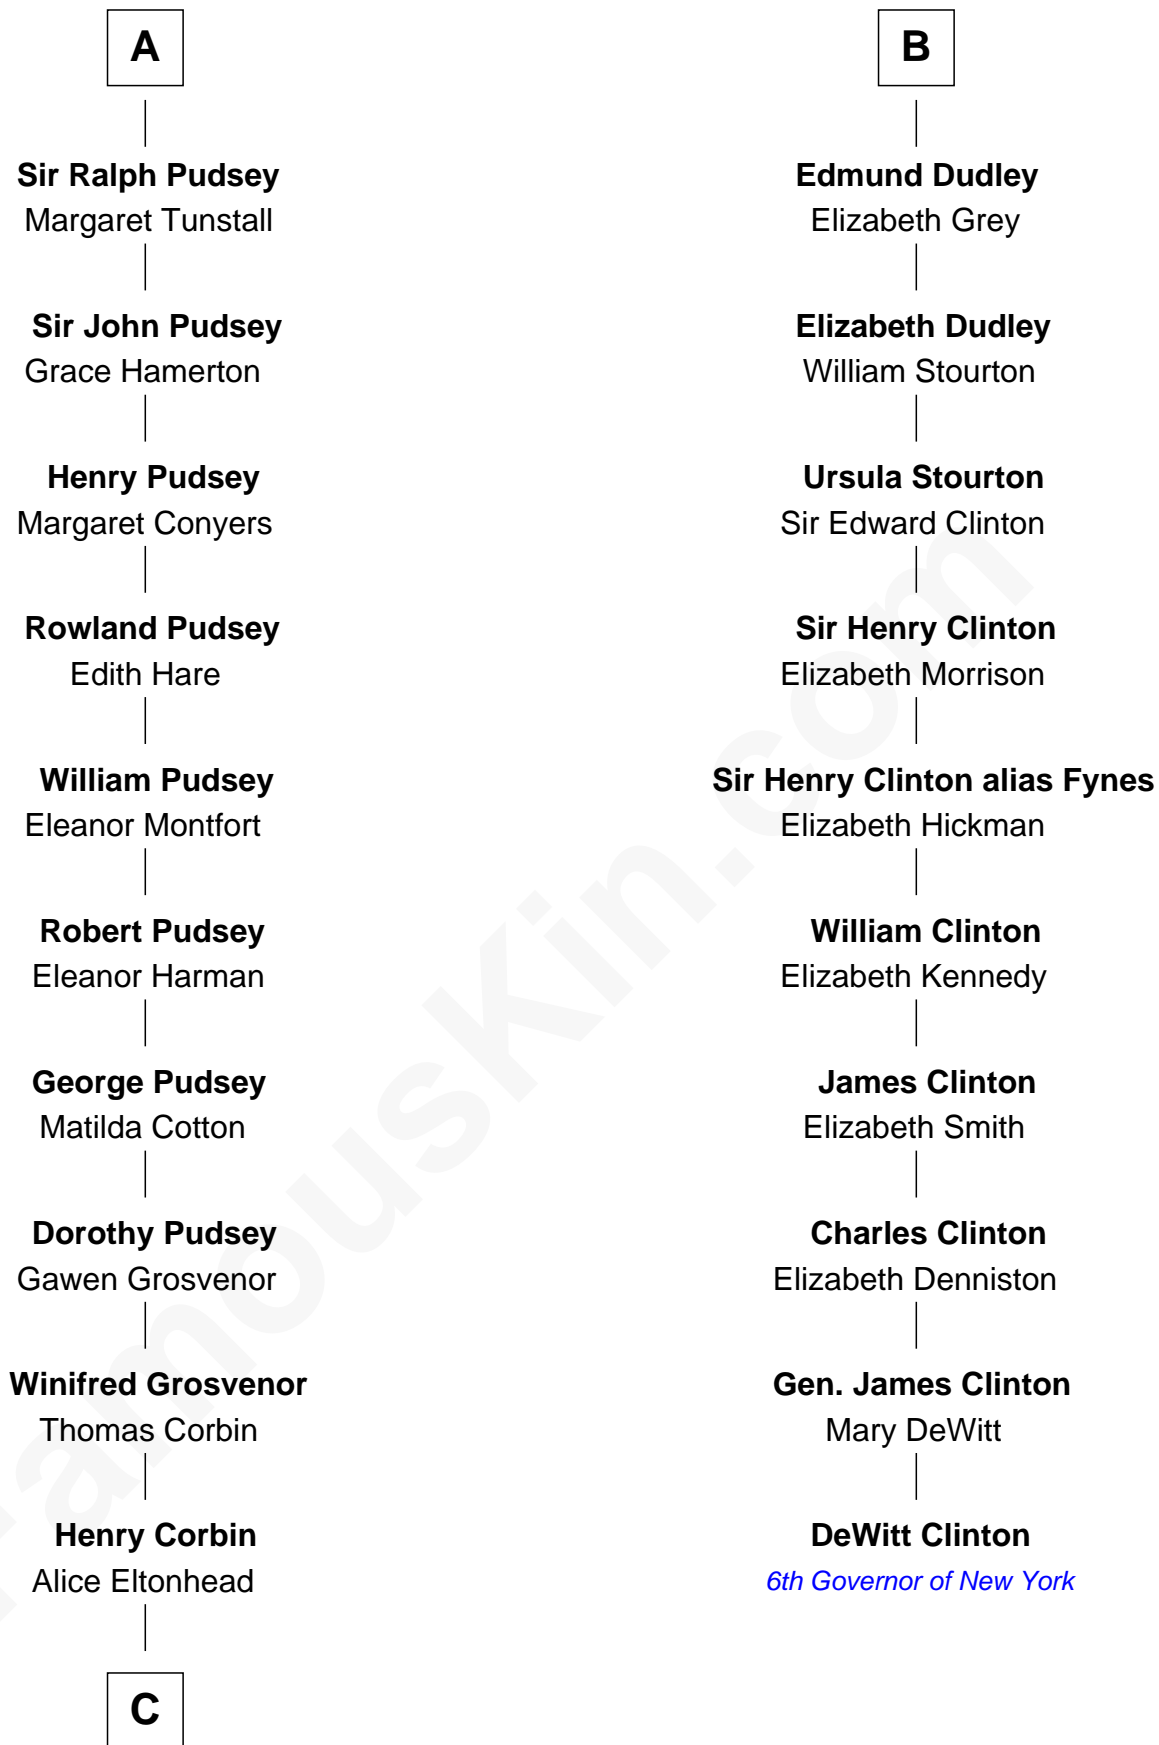 A
Sir Ralph Pudsey
Margaret Tunstall
Sir John Pudsey
Grace Hamerton
Henry Pudsey
Margaret Conyers
Rowland Pudsey
Edith Hare
William Pudsey
Eleanor Montfort
Robert Pudsey
Eleanor Harman
George Pudsey
Matilda Cotton
Dorothy Pudsey
Gawen Grosvenor
Winifred Grosvenor
Thomas Corbin
Henry Corbin
Alice Eltonhead
C
B
Edmund Dudley
Elizabeth Grey
Elizabeth Dudley
William Stourton
Ursula Stourton
Sir Edward Clinton
Sir Henry Clinton
Elizabeth Morrison
Sir Henry Clinton alias Fynes
Elizabeth Hickman
William Clinton
Elizabeth Kennedy
James Clinton
Elizabeth Smith
Charles Clinton
Elizabeth Denniston
Gen. James Clinton
Mary DeWitt
DeWitt Clinton
6th Governor of New York
FamousKin.com